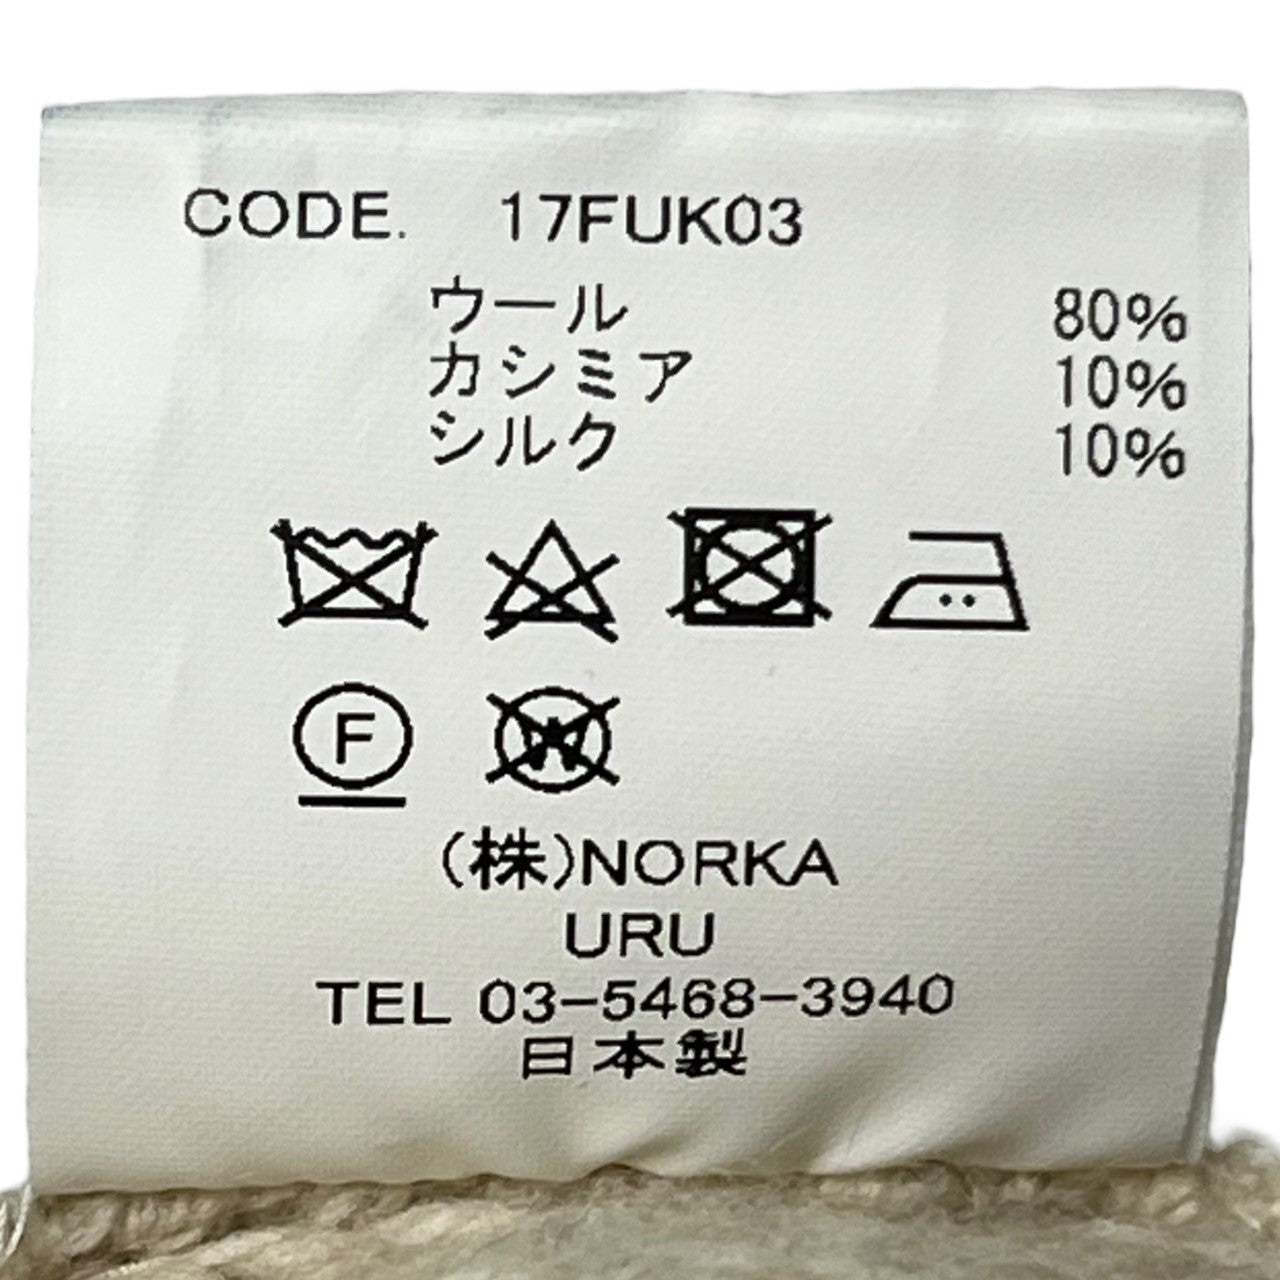 CODE. 17FUK03
ウール 80%
カシミア 10%
シルク 10%
F W
(株)NORKA
URU
TEL 03-5468-3940
日本製